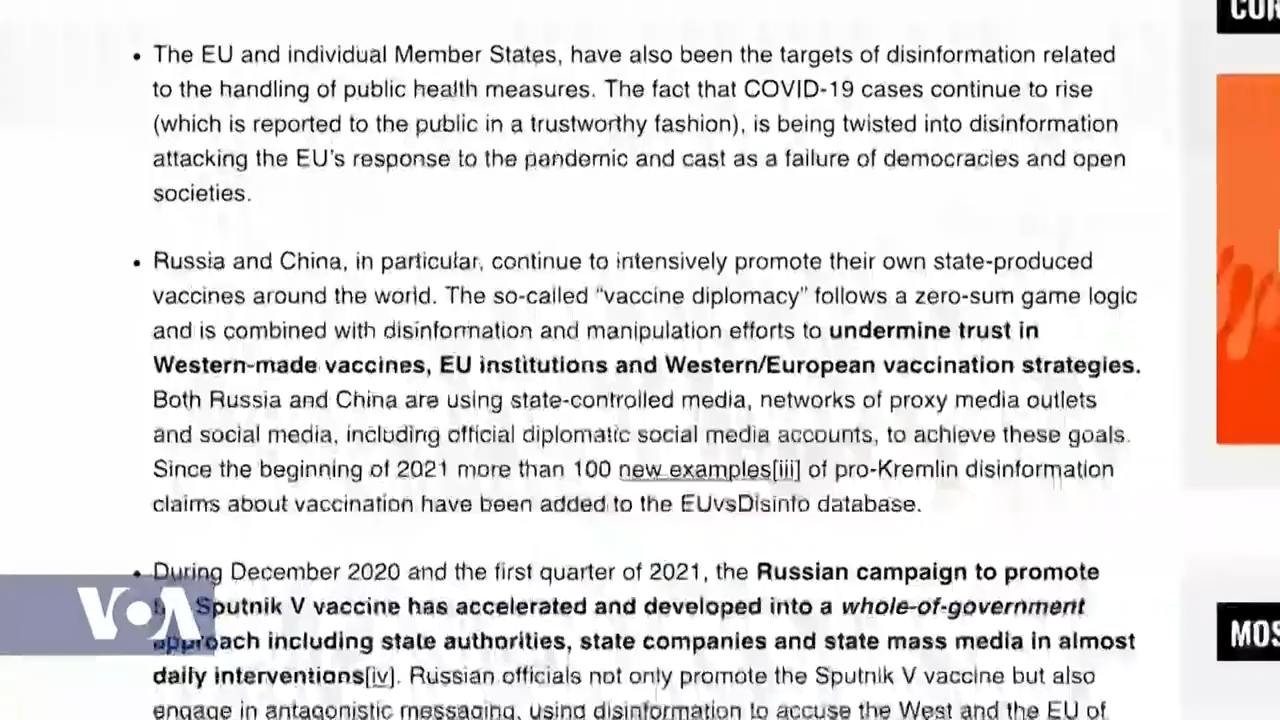 CUR
• The EU and individual Member States, have also been the targets of disinformation related
to the handling of public health measures. The fact that COVID-19 cases continue to rise
(which is reported to the public in a trustworthy fashion), is being twisted into disinformation
attacking the EU's response to the pandemic and cast as a failure of democracies and open
societies.
• Russia and China, in particular, continue to intensively promote their own state-produced
vaccines around the world. The so-called “vaccine diplomacy” follows a zero-sum game logic
and is combined with disinformation and manipulation efforts to undermine trust in
Western-made vaccines, EU institutions and Western/European vaccination strategies.
Both Russia and China are using state-controlled media, networks of proxy media outlets
and social media, including official diplomatic social media accounts, to achieve these goals.
Since the beginning of 2021 more than 100 new examples[iii] of pro-Kremlin disinformation
claims about vaccination have been added to the EUvsDisinfo database.
• During December 2020 and the first quarter of 2021, the Russian campaign to promote
Sputnik V vaccine has accelerated and developed into a whole-of-government
approach including state authorities, state companies and state mass media in almost
daily interventions[iv]. Russian officials not only promote the Sputnik V vaccine but also
engage in antagonistic messaging, using disinformation to accuse the West and the EU of
VOA
MOS